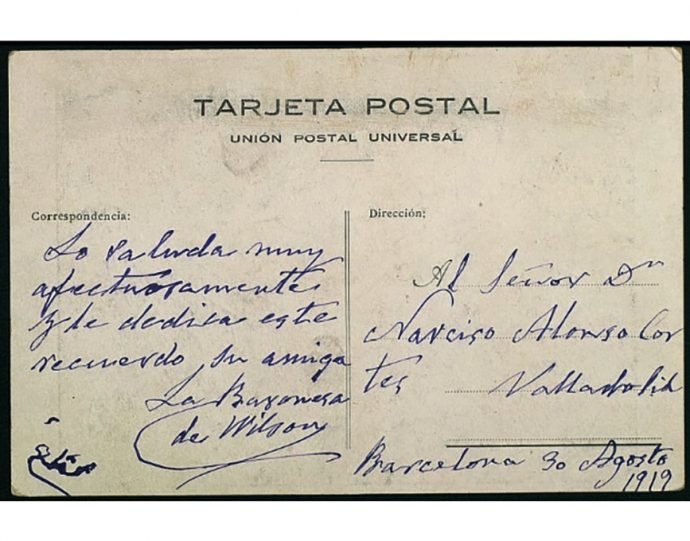 TARJETA POSTAL
UNIÓN POSTAL UNIVERSAL
Correspondencia:
Lo saluda muy
afectuosamente
y le dedica este
recuerdo su amiga
La Baronesa
de Wilson
Dirección:
Al Señor Dn
Narciso Alonso Cor
tes Valladolid
Barcelona 30 Agosto
1919